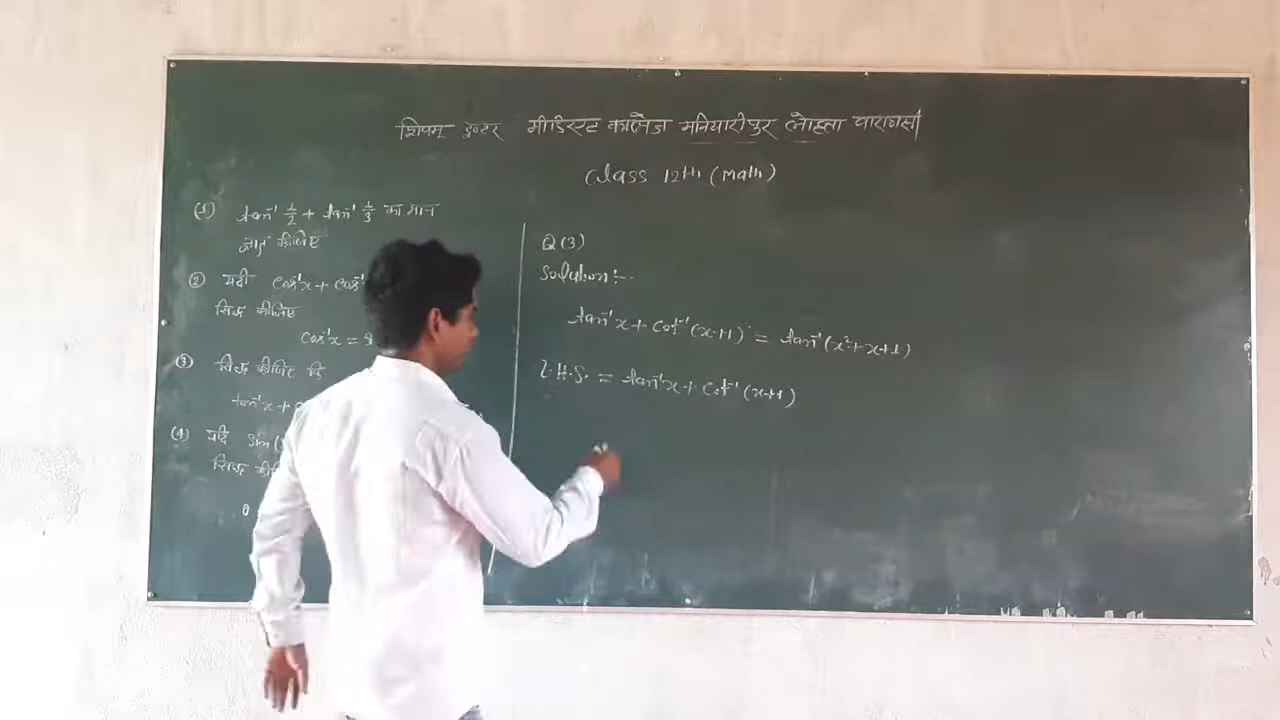 शिवम् इण्टर मीडिएट कालेज मनियारीपुर लोहता वाराणसी
Class 12th (Math)
(1) tan⁻¹ 1/2 + tan⁻¹ 1/3 का मान
ज्ञात कीजिए
(2) यदी cos⁻¹x + cos⁻¹
सिद्ध कीजिए
cos⁻¹x =
(3) सिद्ध कीजिए कि
tan⁻¹x +
(4) यदि sin(
सिद्ध
θ
Q (3)
Solution:-
tan⁻¹x + cot⁻¹(x+1) = tan⁻¹(x²+x+1)
L.H.S. = tan⁻¹x + cot⁻¹(x+1)